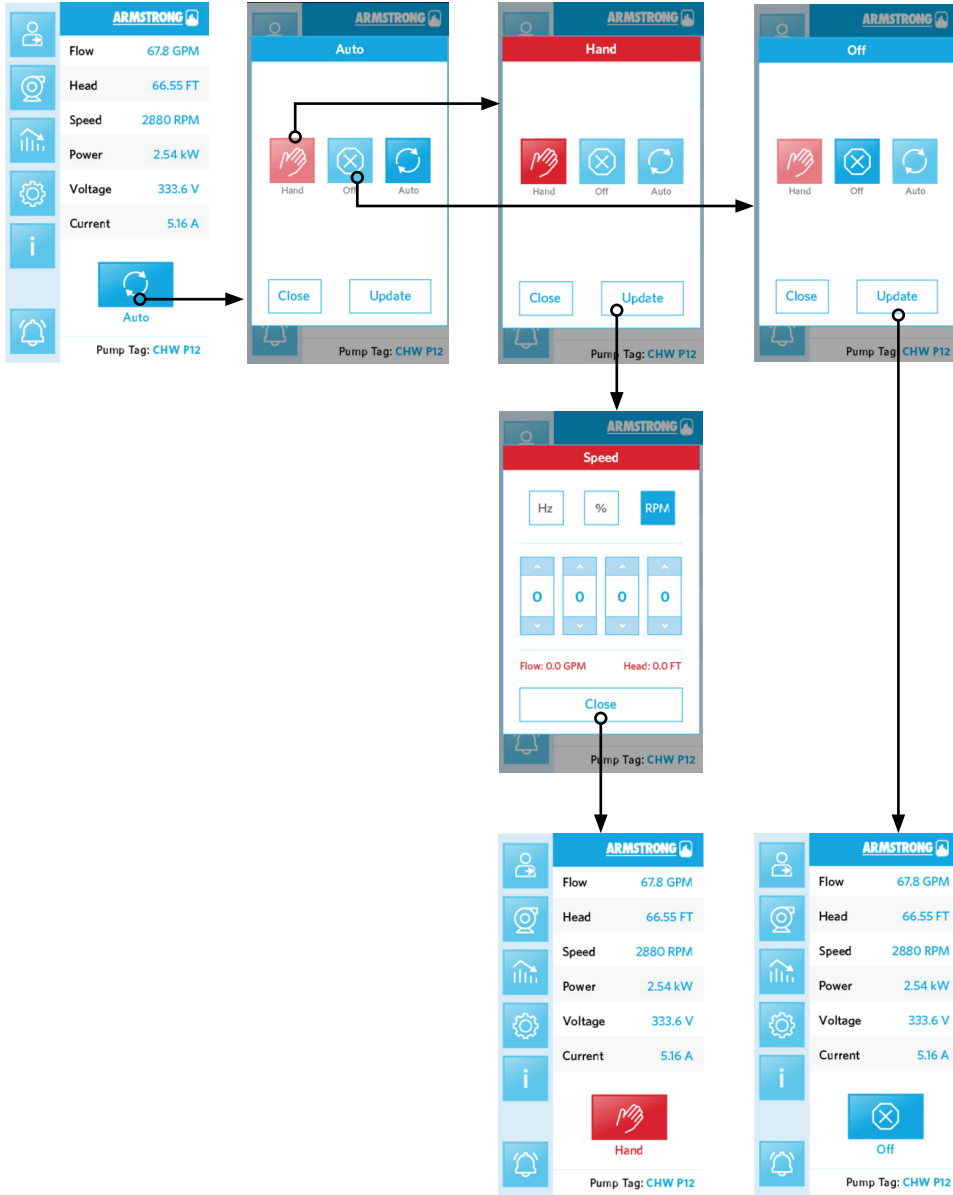 ARMSTRONG
Flow 67.8 GPM
Head 66.55 FT
Speed 2880 RPM
Power 2.54 kW
Voltage 333.6 V
Current 5.16 A
i
Auto
Pump Tag: CHW P12
ARMSTRONG
Auto
Hand Off Auto
Close Update
Pump Tag: CHW P12
ARMSTRONG
Hand
Hand Off Auto
Close Update
Pump Tag: CHW P12
ARMSTRONG
Off
Hand Off Auto
Close Update
Pump Tag: CHW P12
ARMSTRONG
Speed
Hz % RPM
0 0 0 0
Flow: 0.0 GPM Head: 0.0 FT
Close
Pump Tag: CHW P12
ARMSTRONG
Flow 67.8 GPM
Head 66.55 FT
Speed 2880 RPM
Power 2.54 kW
Voltage 333.6 V
Current 5.16 A
i
Hand
Pump Tag: CHW P12
ARMSTRONG
Flow 67.8 GPM
Head 66.55 FT
Speed 2880 RPM
Power 2.54 kW
Voltage 333.6 V
Current 5.16 A
i
Off
Pump Tag: CHW P12